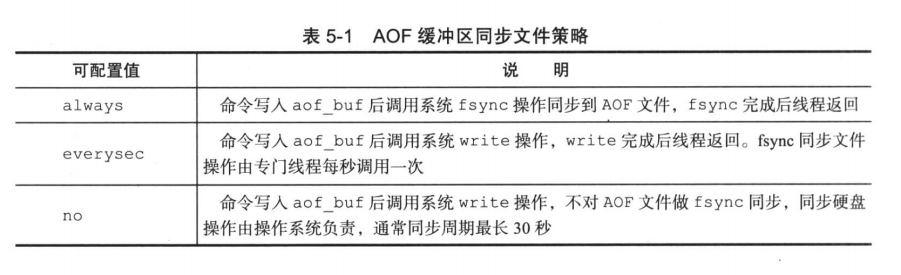 表 5-1 AOF 缓冲区同步文件策略
可配置值 说 明
always 命令写入 aof_buf 后调用系统 fsync 操作同步到 AOF 文件，fsync 完成后线程返回
everysec 命令写入 aof_buf 后调用系统 write 操作，write 完成后线程返回。fsync 同步文件
操作由专门线程每秒调用一次
no 命令写入 aof_buf 后调用系统 write 操作，不对 AOF 文件做 fsync 同步，同步硬盘
操作由操作系统负责，通常同步周期最长 30 秒